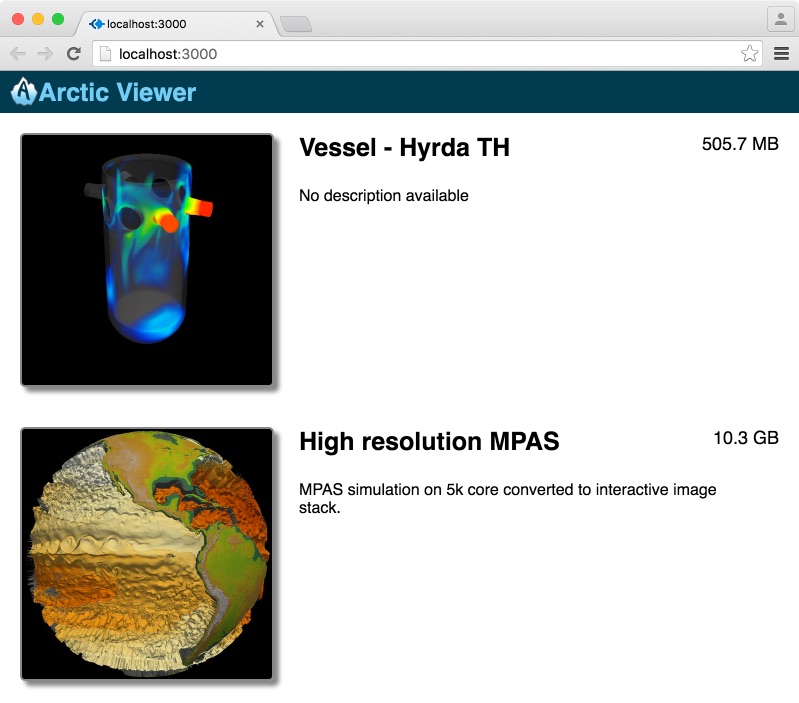 localhost:3000
localhost:3000
Arctic Viewer
Vessel - Hyrda TH
505.7 MB
No description available
High resolution MPAS
10.3 GB
MPAS simulation on 5k core converted to interactive image
stack.